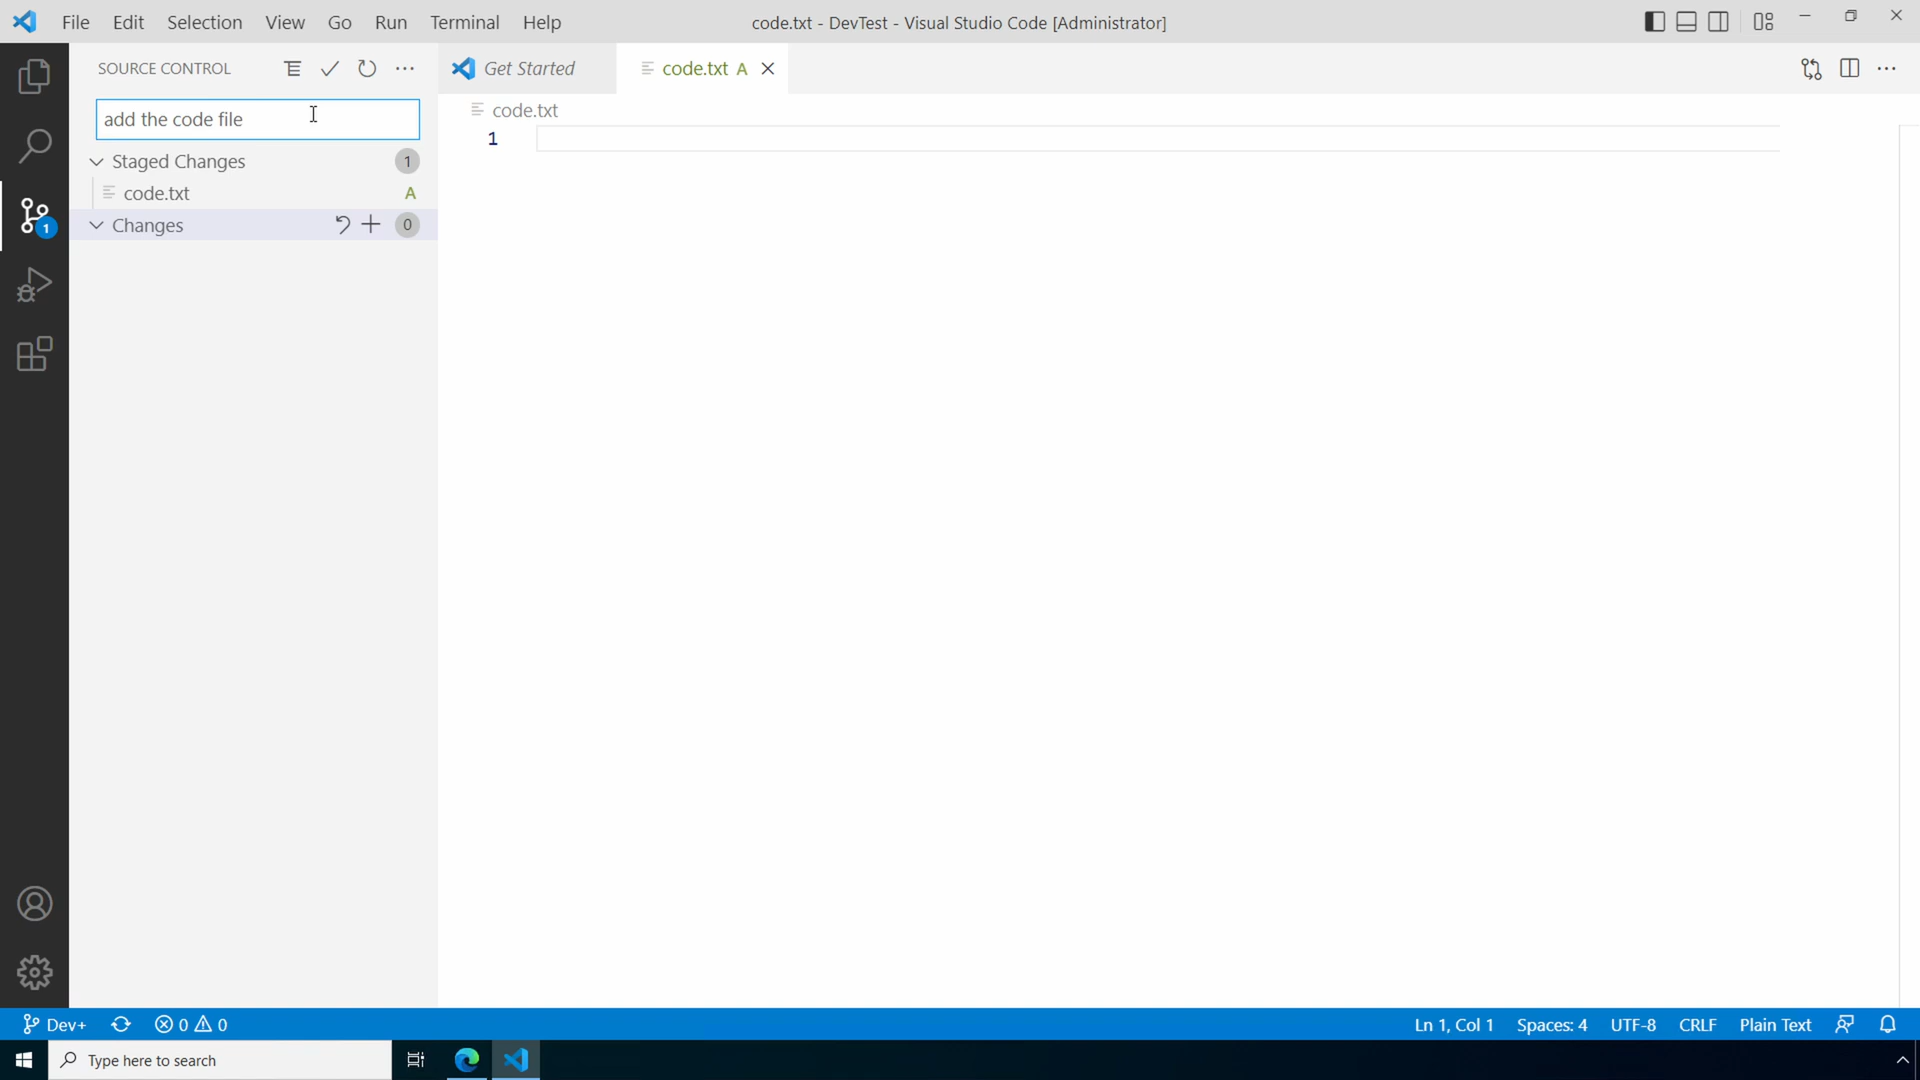 File Edit Selection View Go Run Terminal Help
code.txt - DevTest - Visual Studio Code [Administrator]
SOURCE CONTROL
Get Started
code.txt A
add the code file
code.txt
1
Staged Changes 1
code.txt A
Changes 0
1
Dev+ 0 0
Ln 1, Col 1 Spaces: 4 UTF-8 CRLF Plain Text
Type here to search